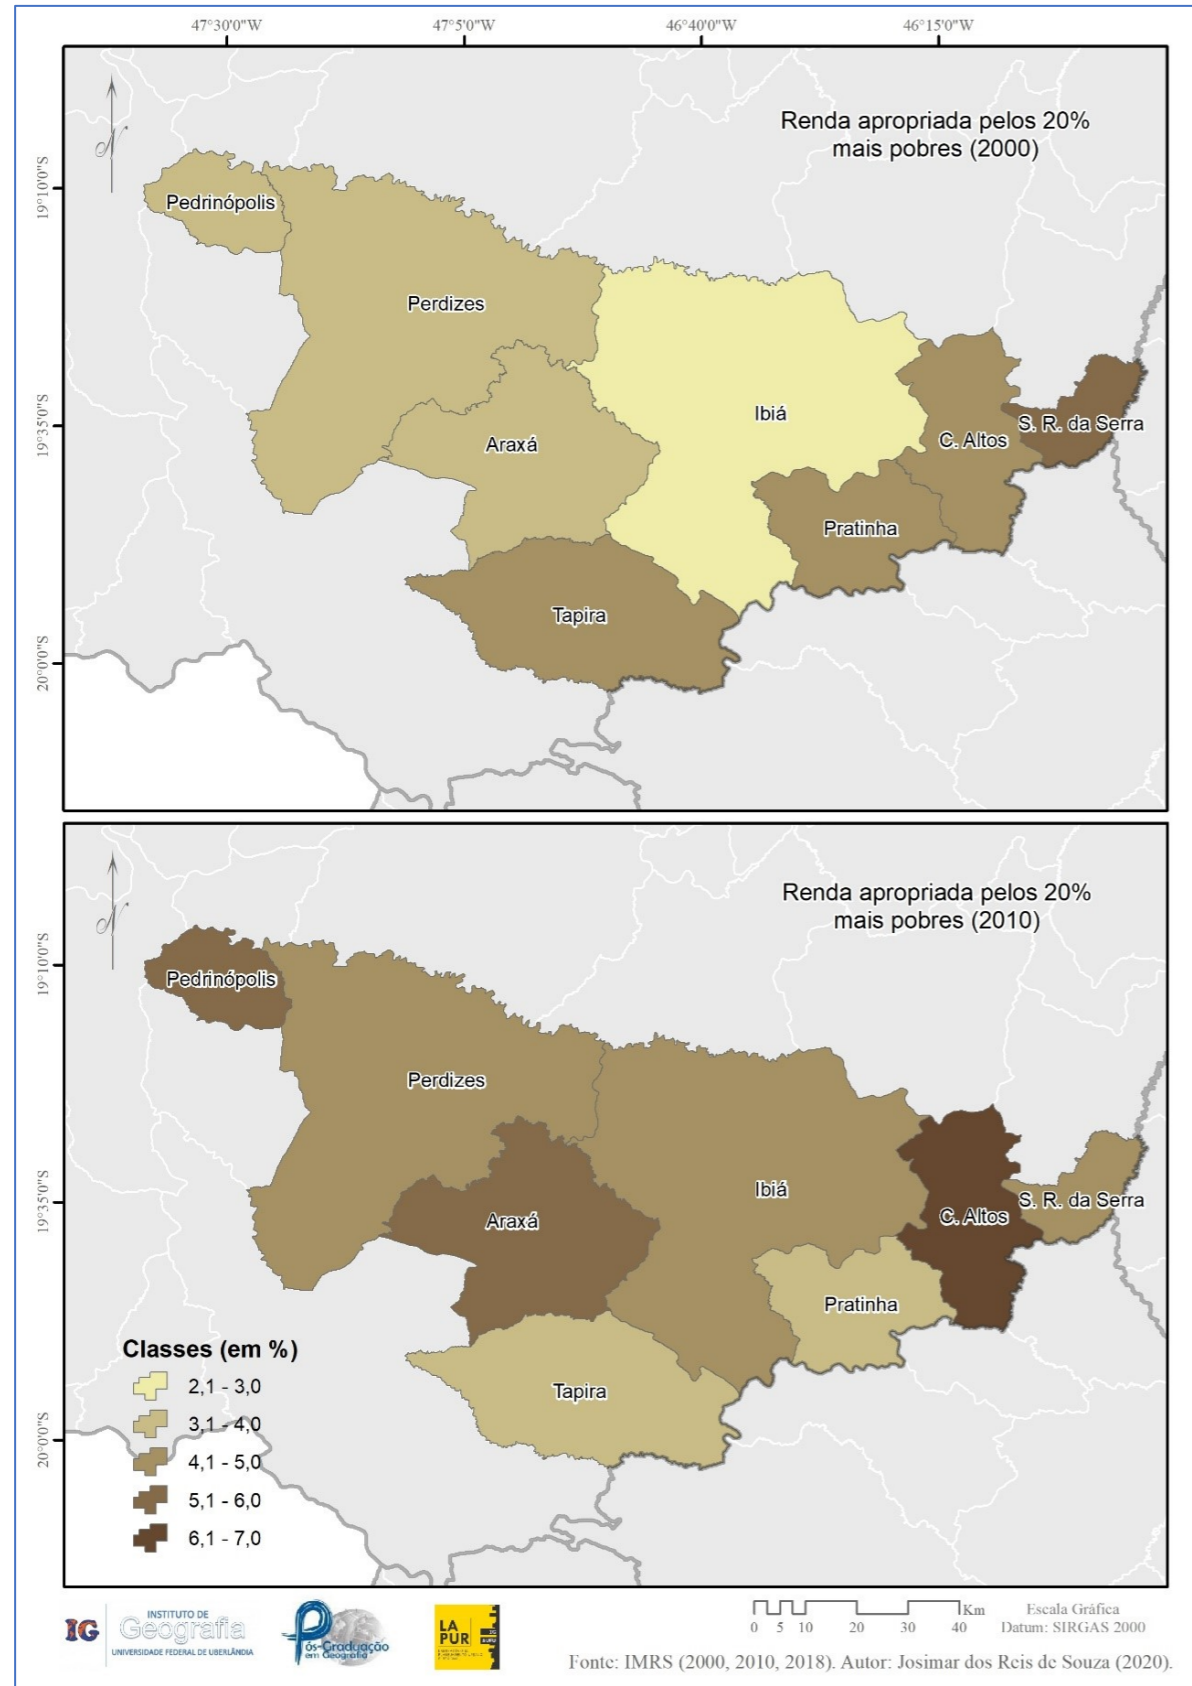 47°30'0"W 47°5'0"W 46°40'0"W 46°15'0"W
N
Renda apropriada pelos 20%
mais pobres (2000)
19°10'0"S
Pedrinópolis
Perdizes
Ibiá
19°35'0"S
S. R. da Serra
C. Altos
Araxá
Pratinha
Tapira
20°0'0"S
N
Renda apropriada pelos 20%
mais pobres (2010)
19°10'0"S
Pedrinópolis
Perdizes
Ibiá
19°35'0"S
S. R. da Serra
C. Altos
Araxá
Pratinha
Tapira
20°0'0"S
Classes (em %)
2,1 - 3,0
3,1 - 4,0
4,1 - 5,0
5,1 - 6,0
6,1 - 7,0
IG
INSTITUTO DE
Geografia
UNIVERSIDADE FEDERAL DE UBERLÂNDIA
Pós-Graduação
em Geografia
LA
PUR
Km
0 5 10 20 30 40
Escala Gráfica
Datum: SIRGAS 2000
Fonte: IMRS (2000, 2010, 2018). Autor: Josimar dos Reis de Souza (2020).